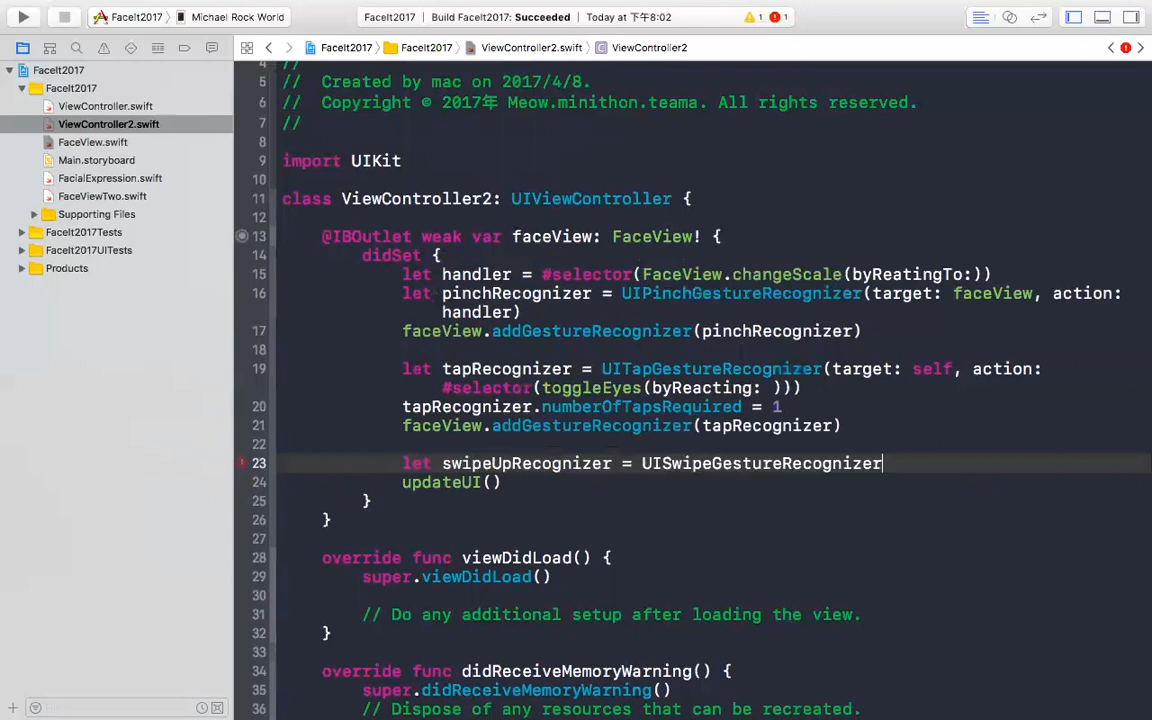 FaceIt2017 Michael Rock World
FaceIt2017 Build FaceIt2017: Succeeded Today at 下午8:02 1 1
FaceIt2017 FaceIt2017 ViewController2.swift C ViewController2
FaceIt2017
FaceIt2017
ViewController.swift
ViewController2.swift
FaceView.swift
Main.storyboard
FacialExpression.swift
FaceViewTwo.swift
Supporting Files
FaceIt2017Tests
FaceIt2017UITests
Products
4 //
5 // Created by mac on 2017/4/8.
6 // Copyright © 2017年 Meow.minithon.teama. All rights reserved.
7 //
8
9 import UIKit
10
11 class ViewController2: UIViewController {
12
13 @IBOutlet weak var faceView: FaceView! {
14 didSet {
15 let handler = #selector(FaceView.changeScale(byReatingTo:))
16 let pinchRecognizer = UIPinchGestureRecognizer(target: faceView, action:
handler)
17 faceView.addGestureRecognizer(pinchRecognizer)
18
19 let tapRecognizer = UITapGestureRecognizer(target: self, action:
#selector(toggleEyes(byReacting: )))
20 tapRecognizer.numberOfTapsRequired = 1
21 faceView.addGestureRecognizer(tapRecognizer)
22
23 let swipeUpRecognizer = UISwipeGestureRecognizer
24 updateUI()
25 }
26 }
27
28 override func viewDidLoad() {
29 super.viewDidLoad()
30
31 // Do any additional setup after loading the view.
32 }
33
34 override func didReceiveMemoryWarning() {
35 super.didReceiveMemoryWarning()
36 // Dispose of any resources that can be recreated.